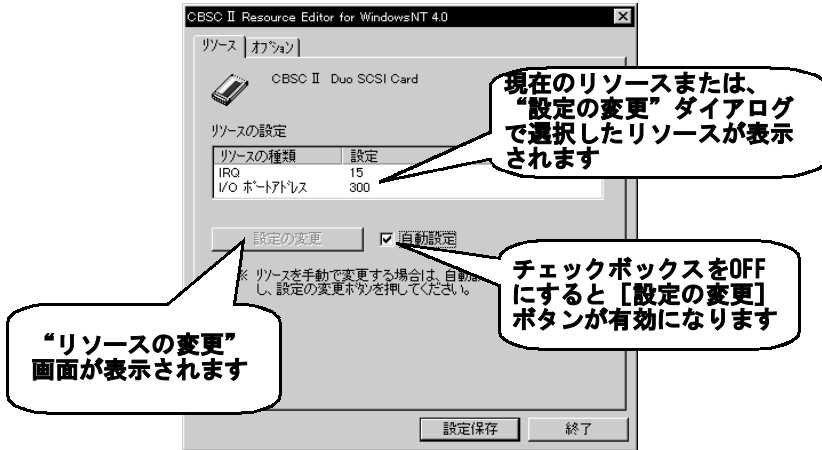 CBSC Ⅱ Resource Editor for WindowsNT 4.0
リソース オプション
CBSC Ⅱ Duo SCSI Card
現在のリソースまたは、
“設定の変更”ダイアログ
で選択したリソースが表示
されます
リソースの設定
リソースの種類 設定
IRQ 15
I/O ポートアドレス 300
設定の変更 自動設定
※ リソースを手動で変更する場合は、自動
し、設定の変更ボタンを押してください。
チェックボックスをOFF
にすると［設定の変更］
ボタンが有効になります
“リソースの変更”
画面が表示されます
設定保存 終了